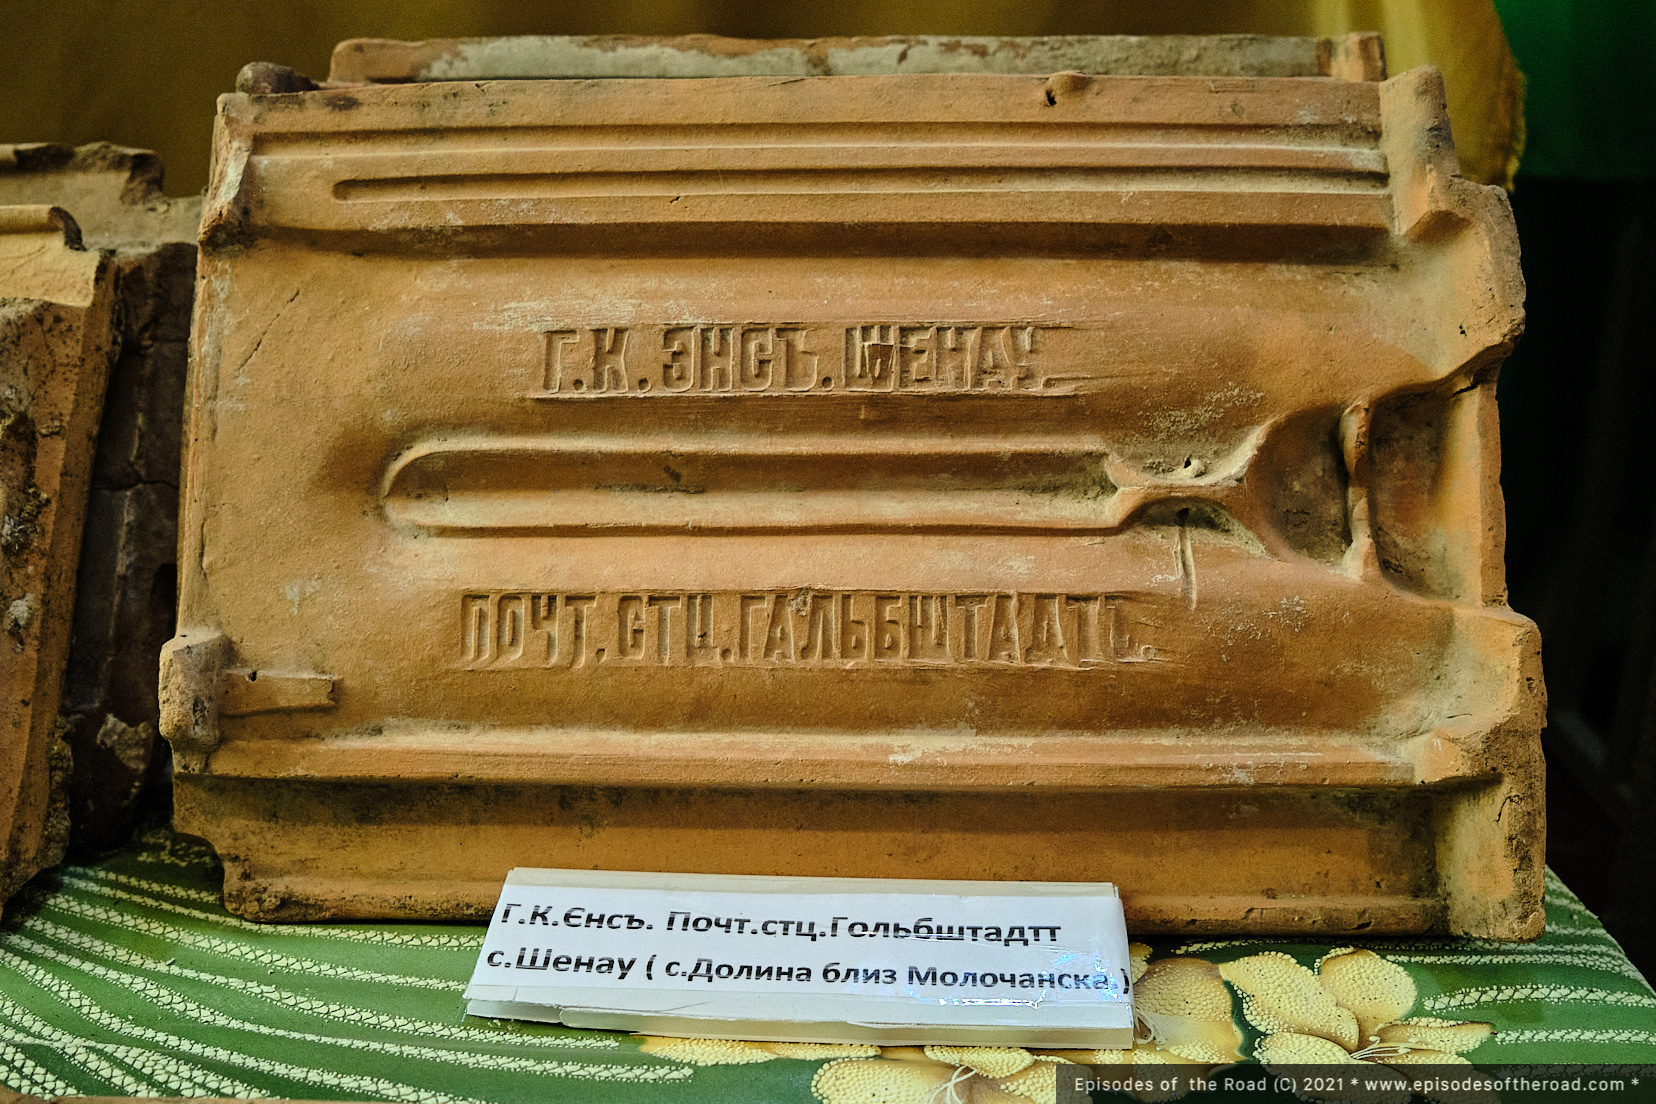 Г.К.ЭНСЪ.ШЕНАУ.
ПОЧТ.СТЦ.ГАЛЬБШТАДТЪ.
Г.К.Єнсъ. Почт.стц.Гольбштадтт
с.Шенау ( с.Долина близ Молочанска )
Episodes of the Road (C) 2021 * www.episodesoftheroad.com *